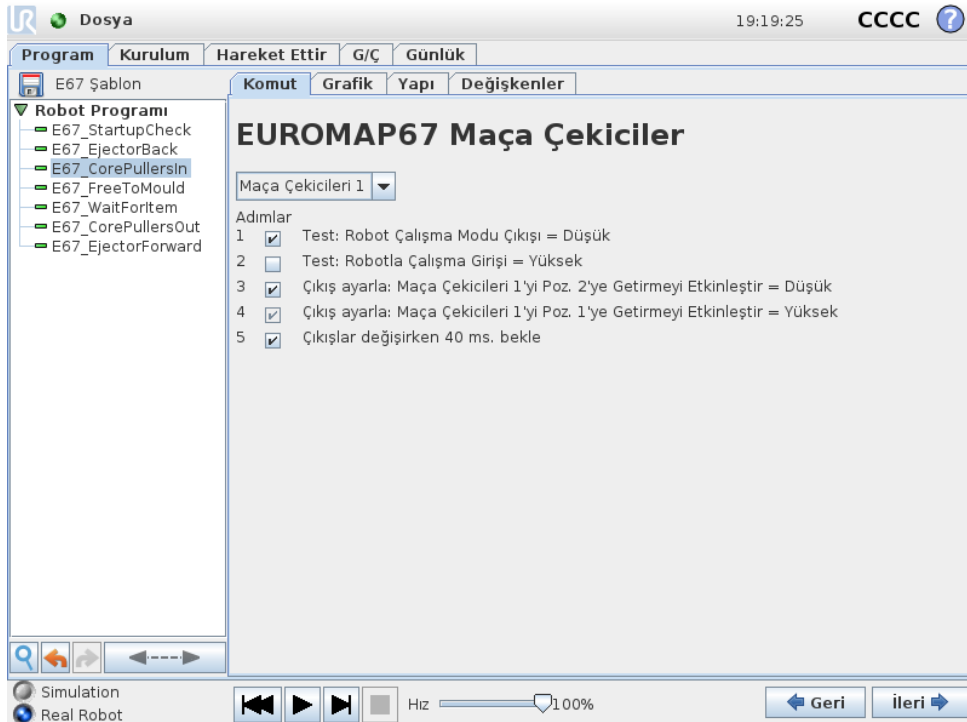 UR Dosya 19:19:25 CCCC ?
Program Kurulum Hareket Ettir G/Ç Günlük
E67 Şablon
Komut Grafik Yapı Değişkenler
Robot Programı
E67_StartupCheck
E67_EjectorBack
E67_CorePullersIn
E67_FreeToMould
E67_WaitForItem
E67_CorePullersOut
E67_EjectorForward
EUROMAP67 Maça Çekiciler
Maça Çekicileri 1
Adımlar
1 Test: Robot Çalışma Modu Çıkışı = Düşük
2 Test: Robotla Çalışma Girişi = Yüksek
3 Çıkış ayarla: Maça Çekicileri 1'yi Poz. 2'ye Getirmeyi Etkinleştir = Düşük
4 Çıkış ayarla: Maça Çekicileri 1'yi Poz. 1'ye Getirmeyi Etkinleştir = Yüksek
5 Çıkışlar değişirken 40 ms. bekle
Simulation
Real Robot
Hız 100%
Geri İleri